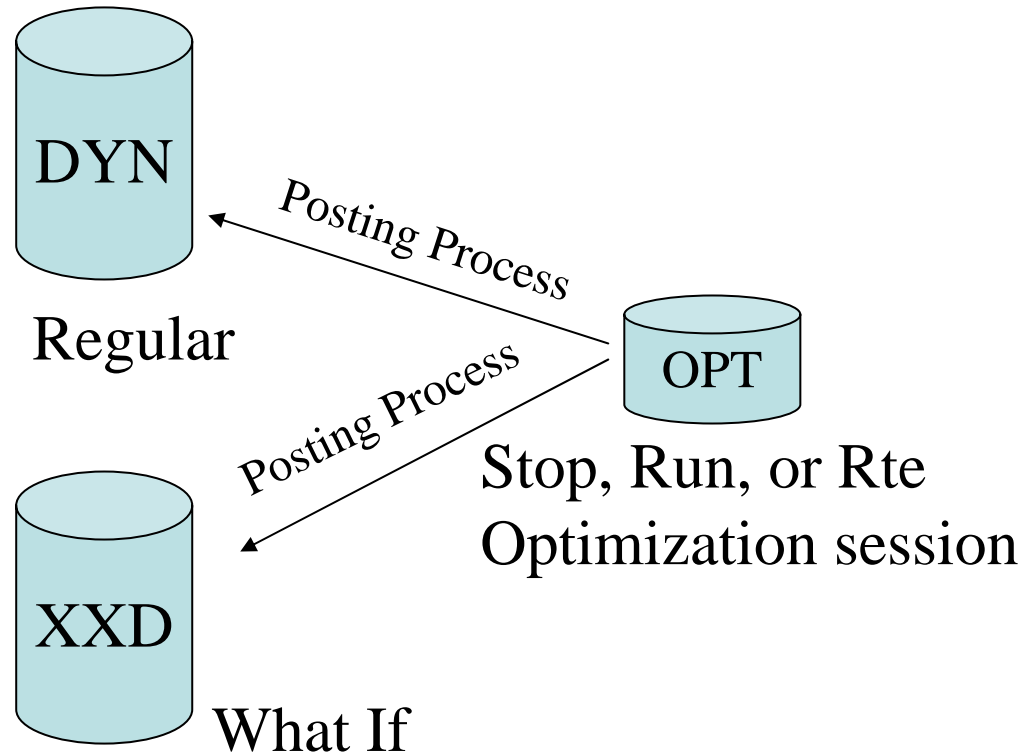 DYN
Posting Process
Regular
OPT
Posting Process
Stop, Run, or Rte
Optimization session
XXD
What If